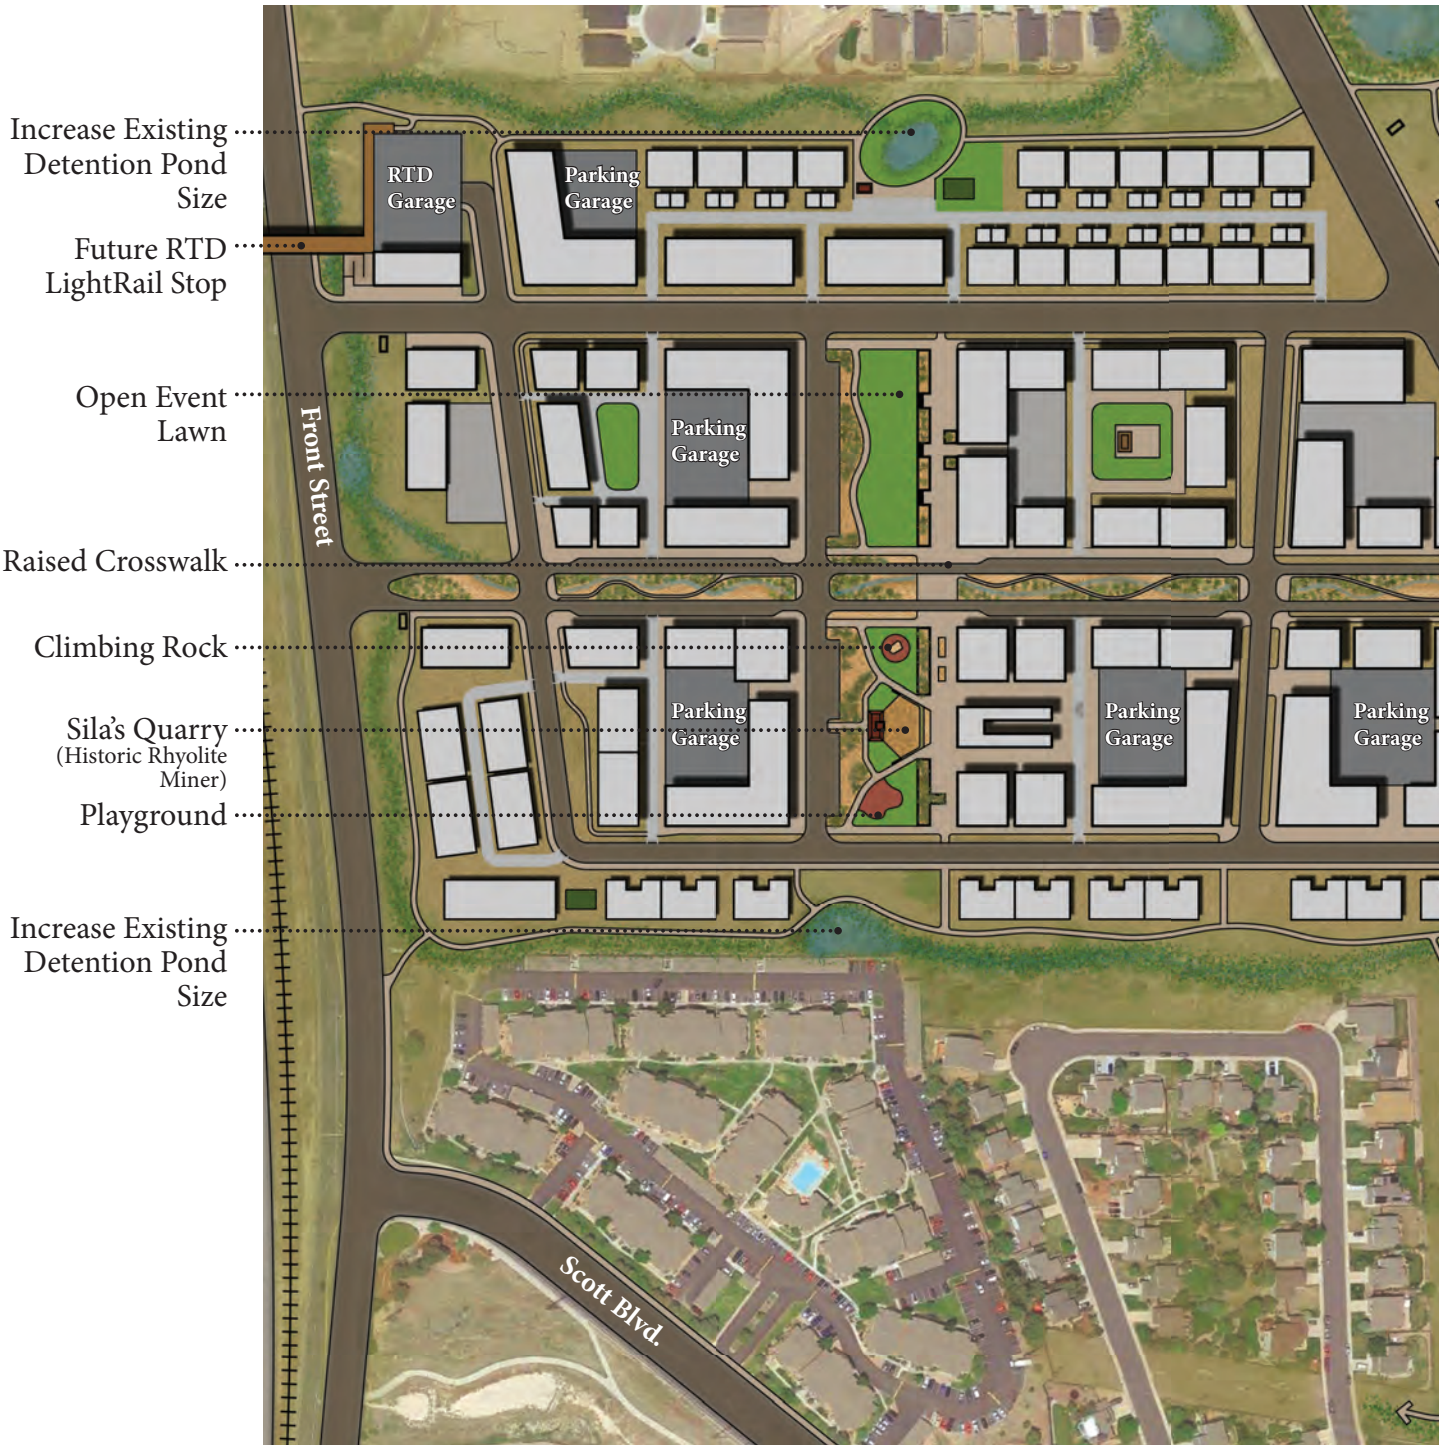 Increase Existing
Detention Pond
Size
RTD
Garage
Parking
Garage
Future RTD
LightRail Stop
Open Event
Lawn
Front Street
Parking
Garage
Raised Crosswalk
Climbing Rock
Sila's Quarry
(Historic Rhyolite
Miner)
Parking
Garage
Parking
Garage
Parking
Garage
Playground
Increase Existing
Detention Pond
Size
Scott Blvd.